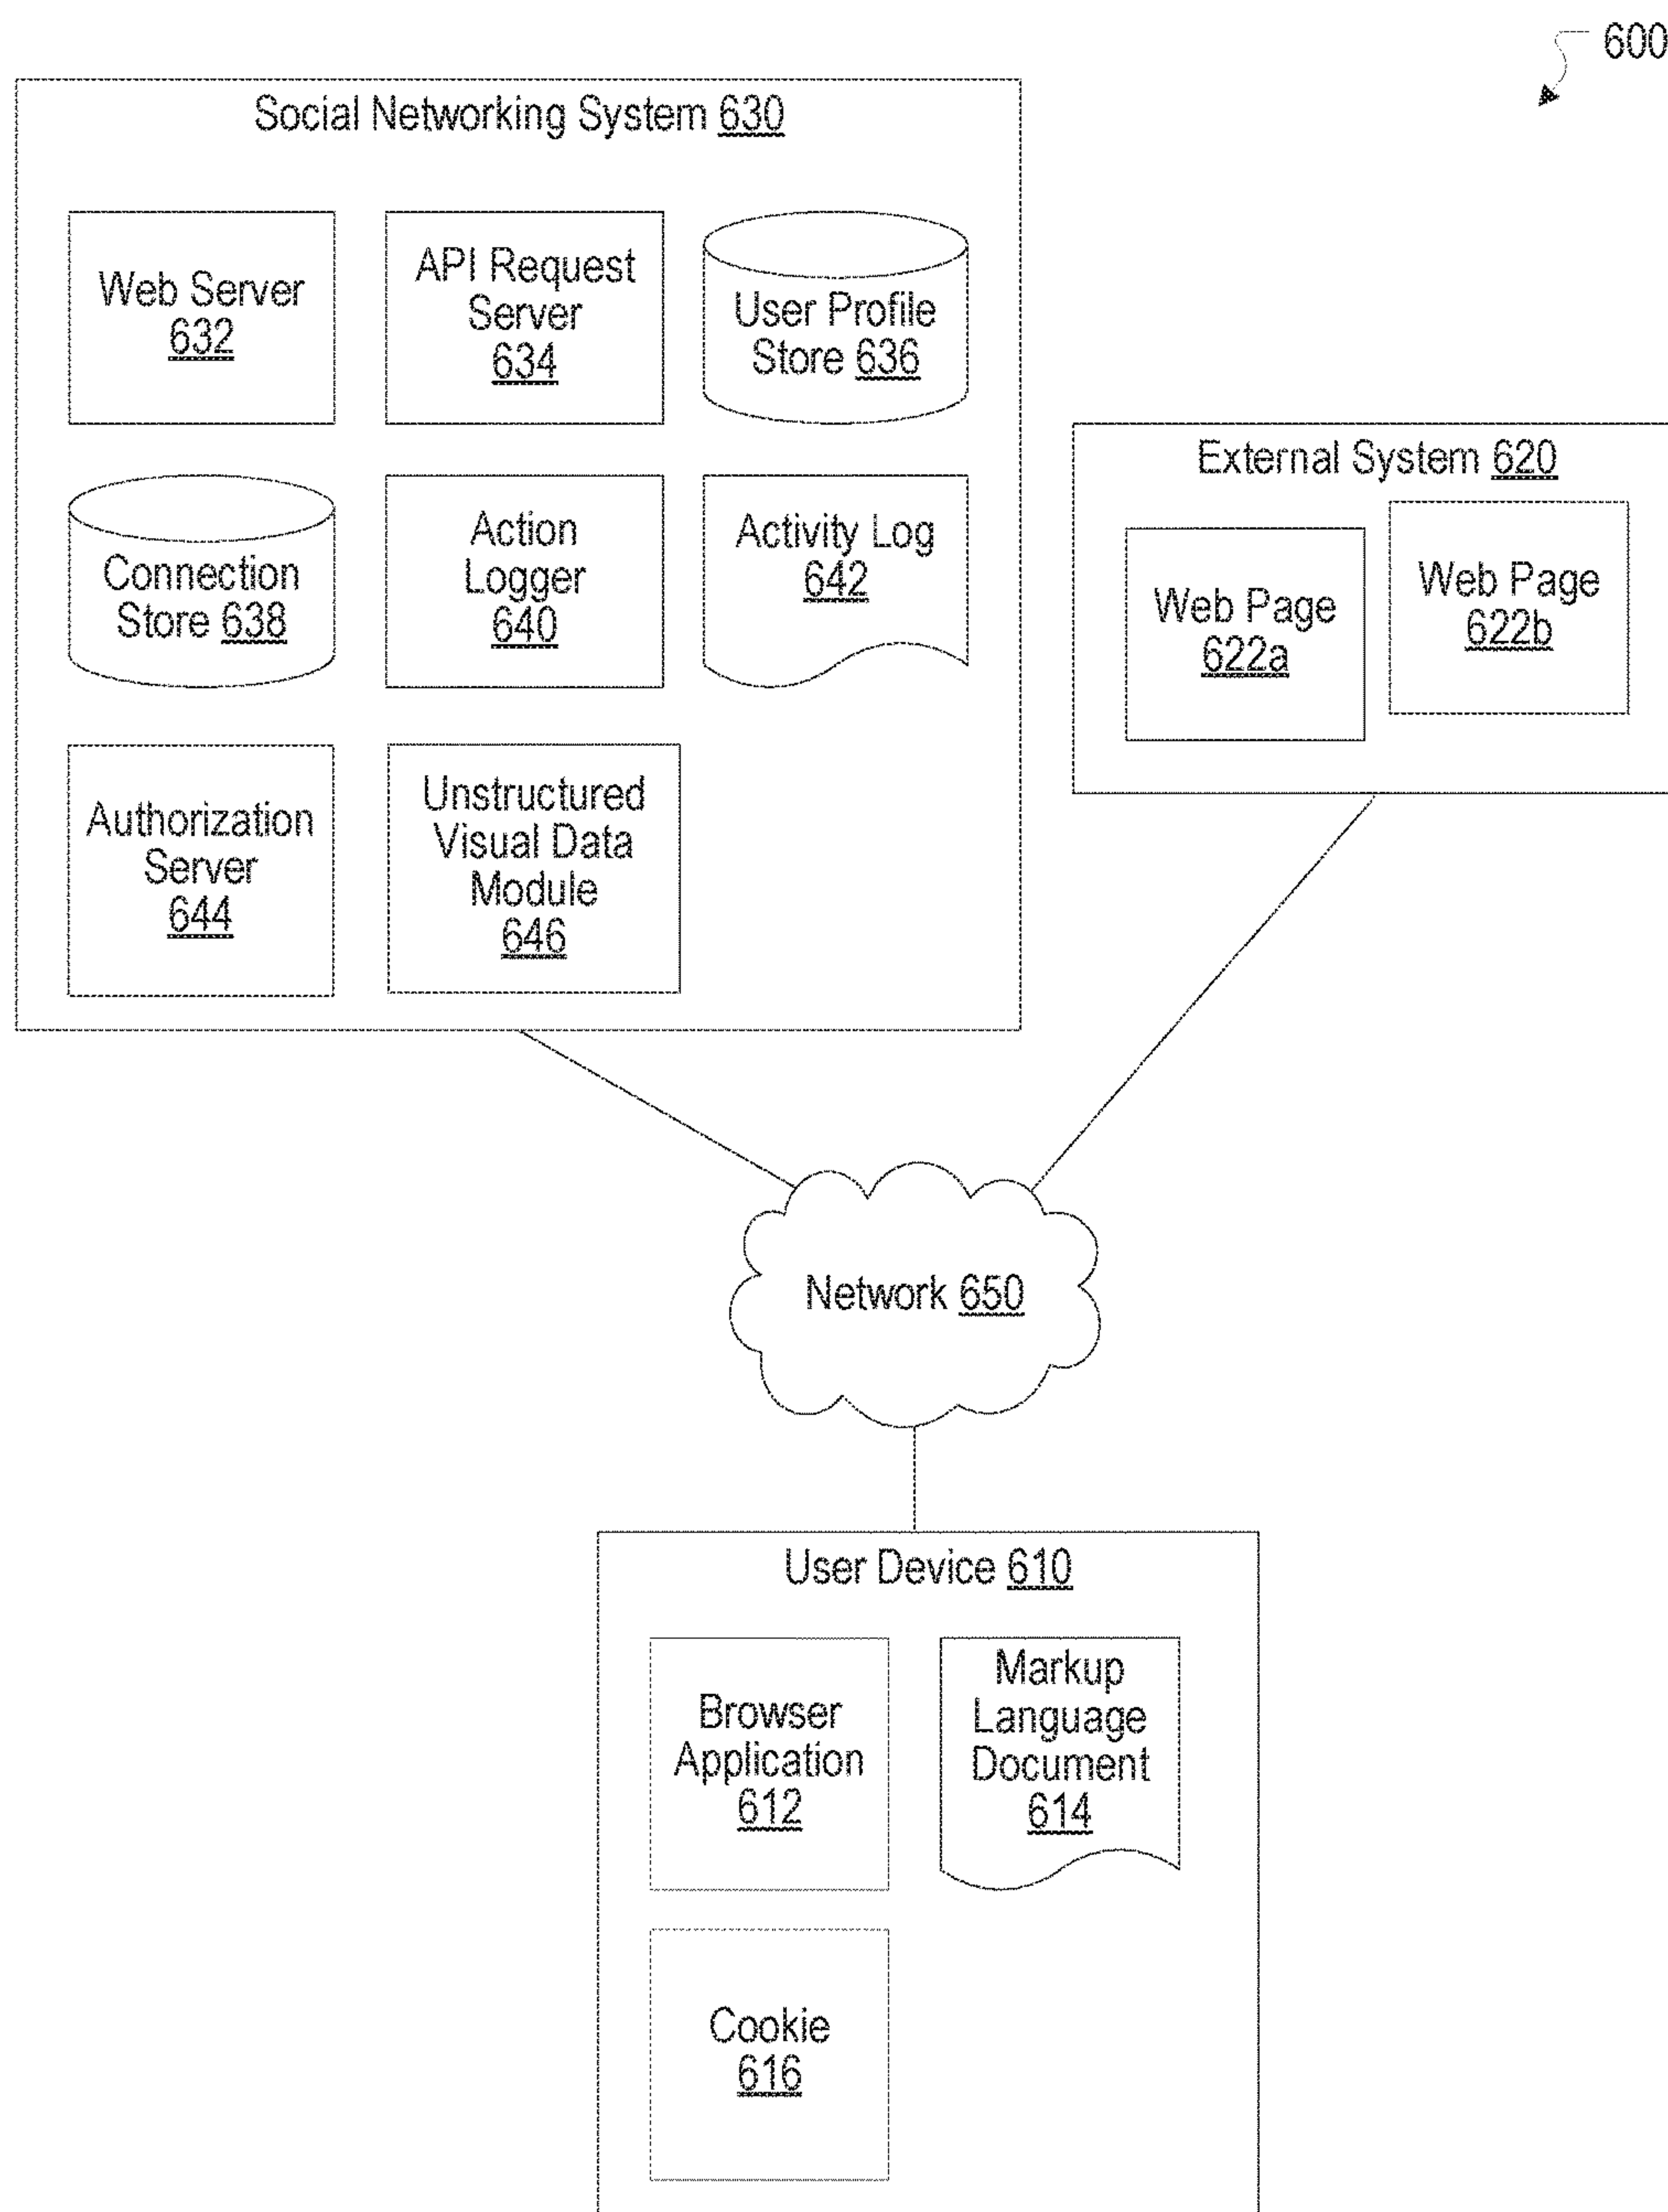 600
Social Networking System 630
Web Server
632
API Request
Server
634
User Profile
Store 636
Connection
Store 638
Action
Logger
640
Activity Log
642
Authorization
Server
644
Unstructured
Visual Data
Module
646
External System 620
Web Page
622a
Web Page
622b
Network 650
User Device 610
Browser
Application
612
Markup
Language
Document
614
Cookie
616